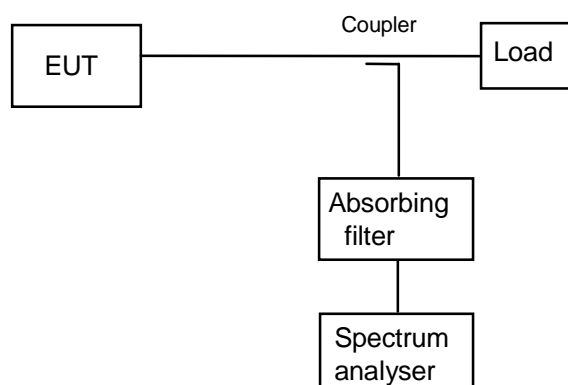 Coupler
EUT
Load
Absorbing
filter
Spectrum
analyser